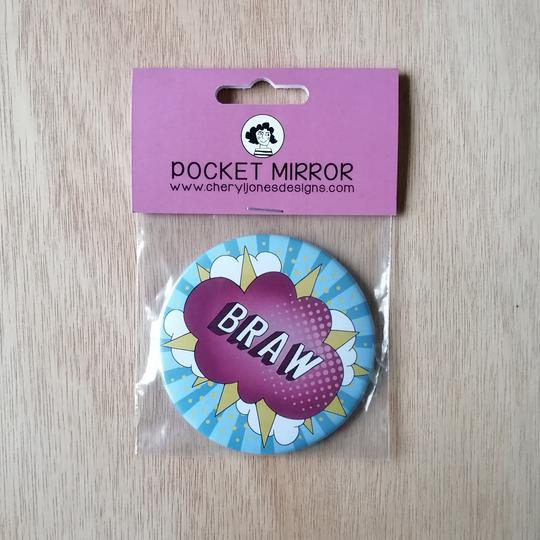 POCKET MIRROR
www.cheryljonesdesigns.com
BRAW